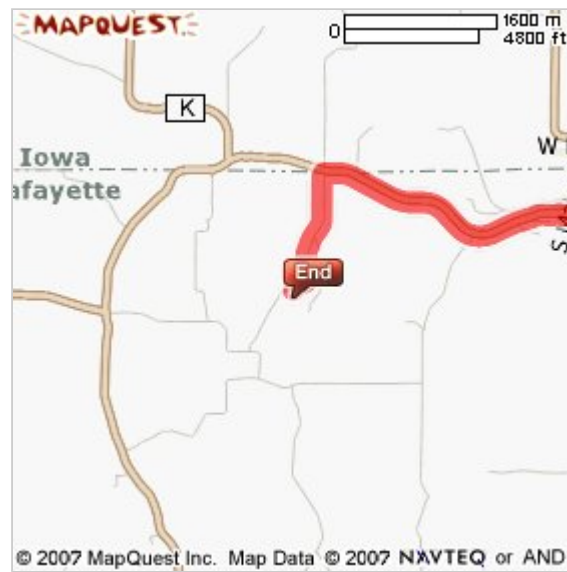 MAPQUEST.
0
1600 m
4800 ft
K
W
Iowa
afayette
S
End
© 2007 MapQuest Inc. Map Data © 2007 NAVTEQ or AND